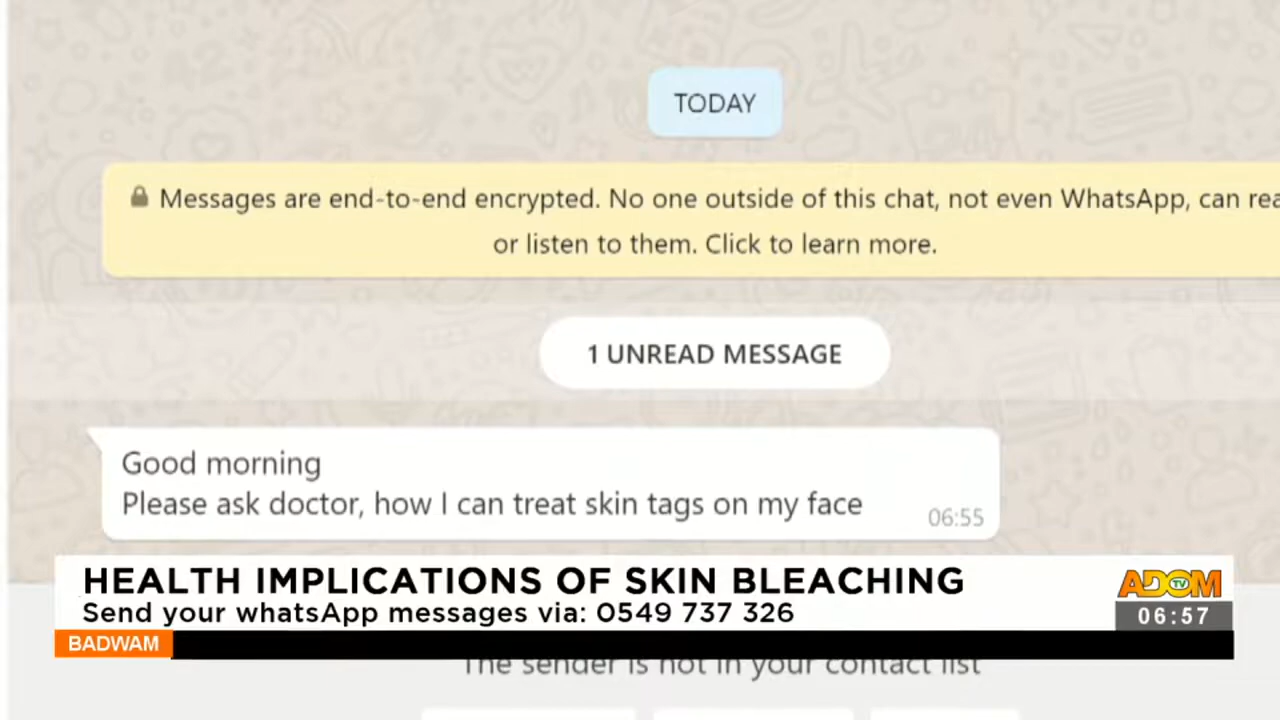 TODAY
Messages are end-to-end encrypted. No one outside of this chat, not even WhatsApp, can rea
or listen to them. Click to learn more.
1 UNREAD MESSAGE
Good morning
Please ask doctor, how I can treat skin tags on my face
06:55
HEALTH IMPLICATIONS OF SKIN BLEACHING
Send your whatsApp messages via: 0549 737 326
ADOM TV
06:57
BADWAM
The sender is not in your contact list